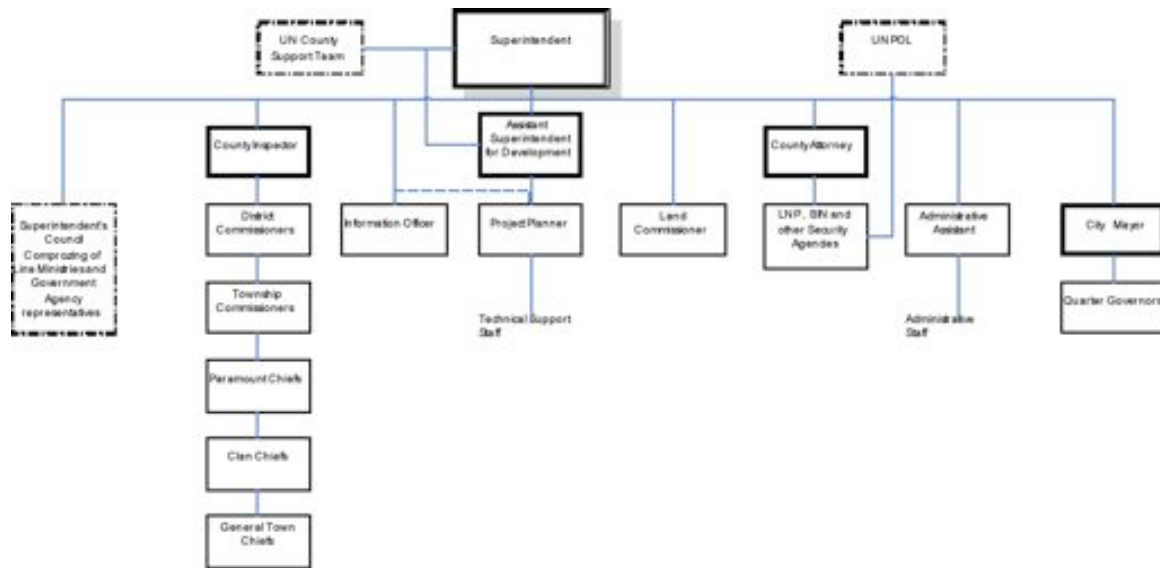 UN County
Support Team
Superintendent
UNPOL
County Inspector
Assistant
Superintendent
for Development
County Attorney
Superintendent's
Council
Comprozing of
Line Ministries and
Government
Agency
representatives
District
Commissioners
Information Officer
Project Planner
Land
Commissioner
LNP, BIN and
other Security
Agencies
Administrative
Assistant
City Mayor
Township
Commissioners
Technical Support
Staff
Administrative
Staff
Quarter Governors
Paramount Chiefs
Clan Chiefs
General Town
Chiefs